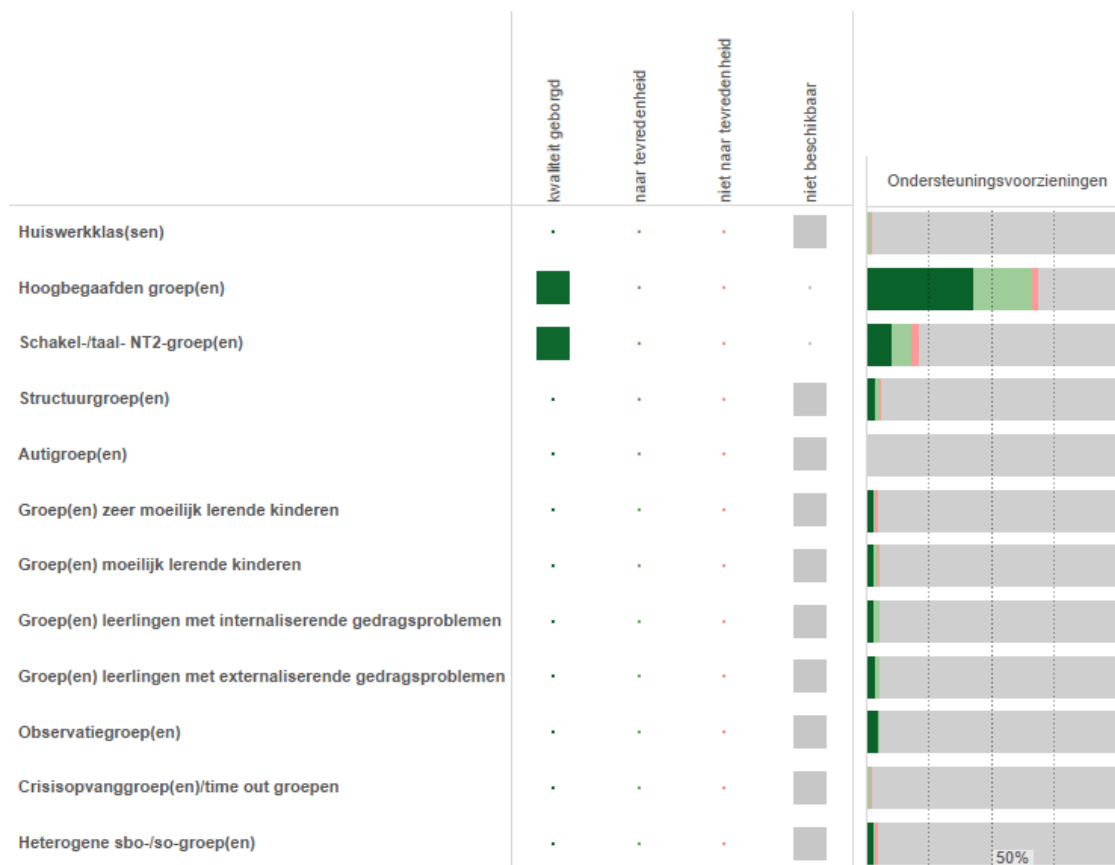 kwaliteit geborgd
naar tevredenheid
niet naar tevredenheid
niet beschikbaar
Ondersteuningsvoorzieningen
Huiswerkklas(sen)
Hoogbegaafden groep(en)
Schakel-/taal- NT2-groep(en)
Structuurgroep(en)
Autigroep(en)
Groep(en) zeer moeilijk lerende kinderen
Groep(en) moeilijk lerende kinderen
Groep(en) leerlingen met internaliserende gedragsproblemen
Groep(en) leerlingen met externaliserende gedragsproblemen
Observatiegroep(en)
Crisisopvanggroep(en)/time out groepen
Heterogene sbo-/so-groep(en)
50%